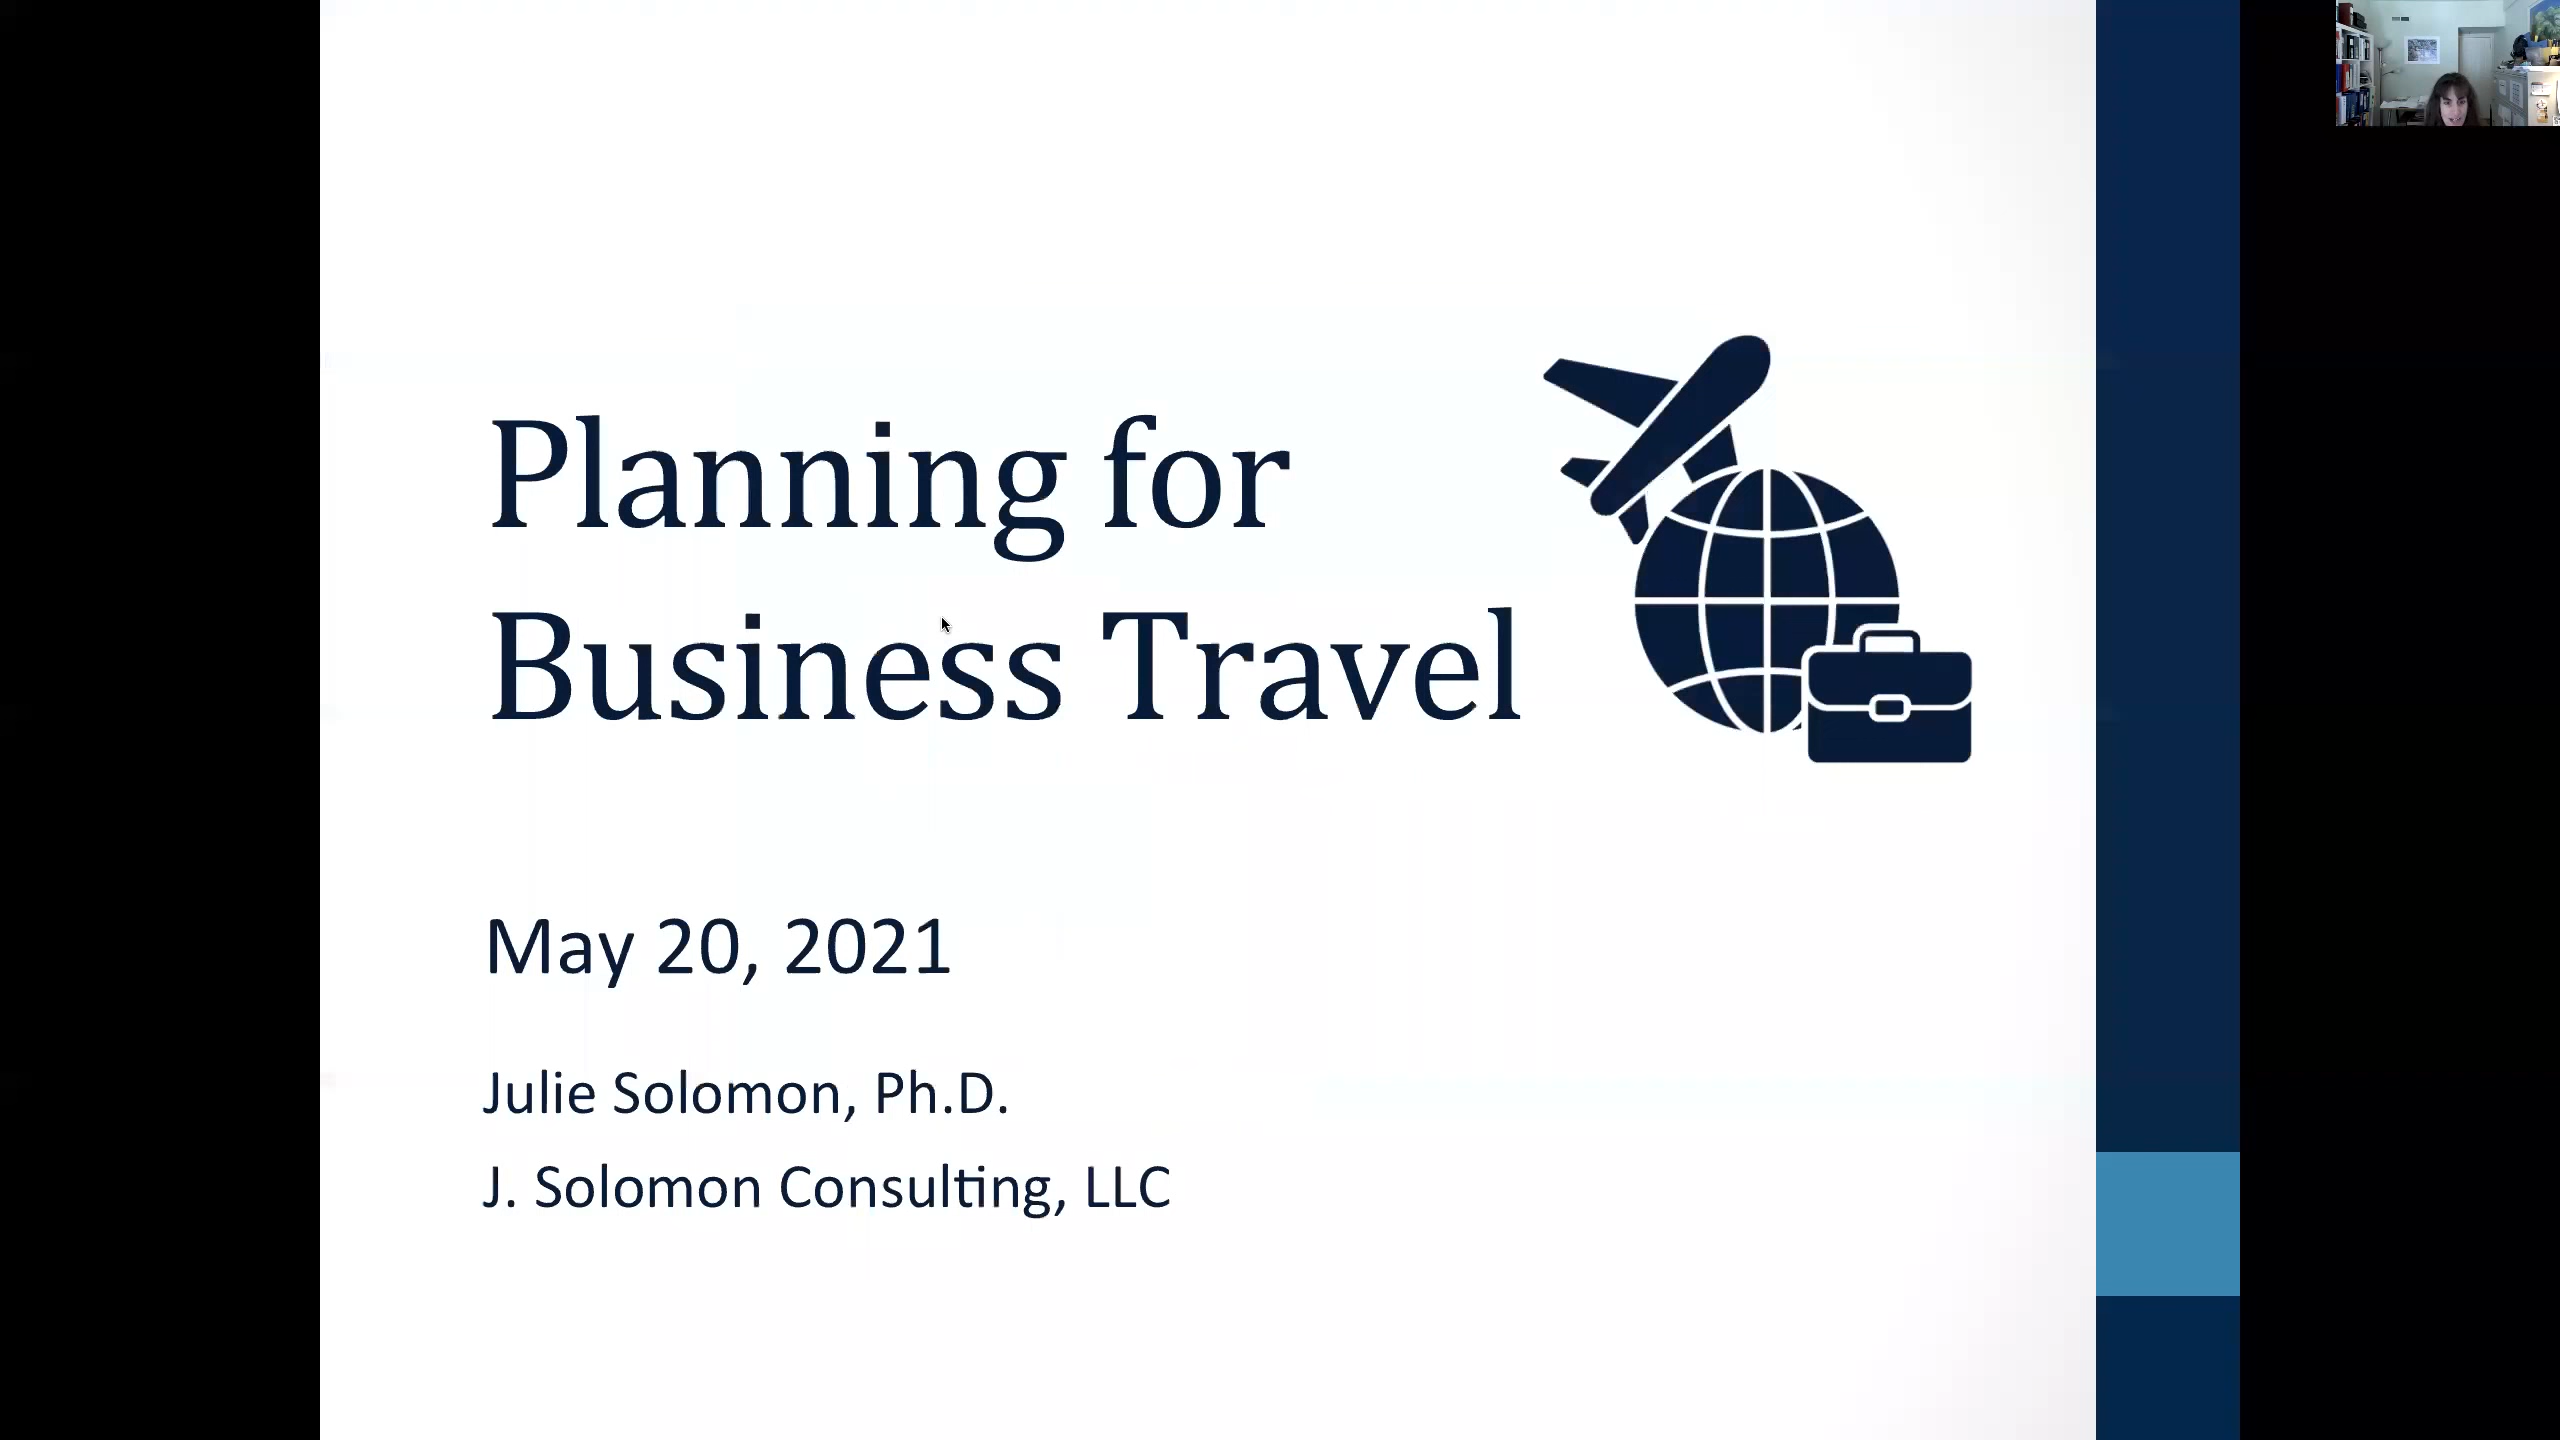 Planning for
Business Travel
May 20, 2021
Julie Solomon, Ph.D.
J. Solomon Consulting, LLC